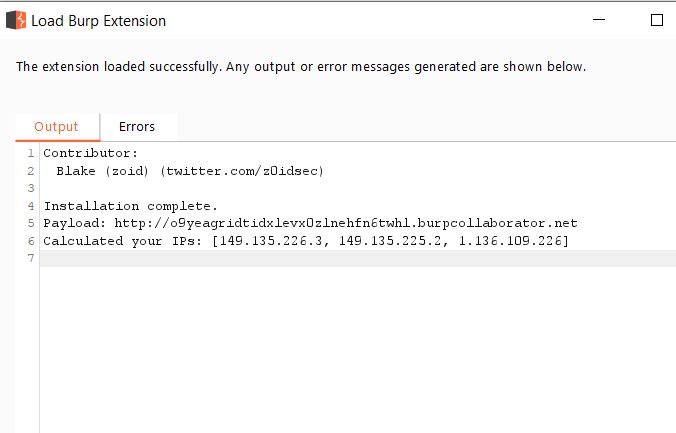 Load Burp Extension
The extension loaded successfully. Any output or error messages generated are shown below.
Output Errors
1 Contributor:
2 Blake (zoid) (twitter.com/z0idsec)
3
4 Installation complete.
5 Payload: http://o9yeagridtidxlevx0zlnehfn6twhl.burpcollaborator.net
6 Calculated your IPs: [149.135.226.3, 149.135.225.2, 1.136.109.226]
7